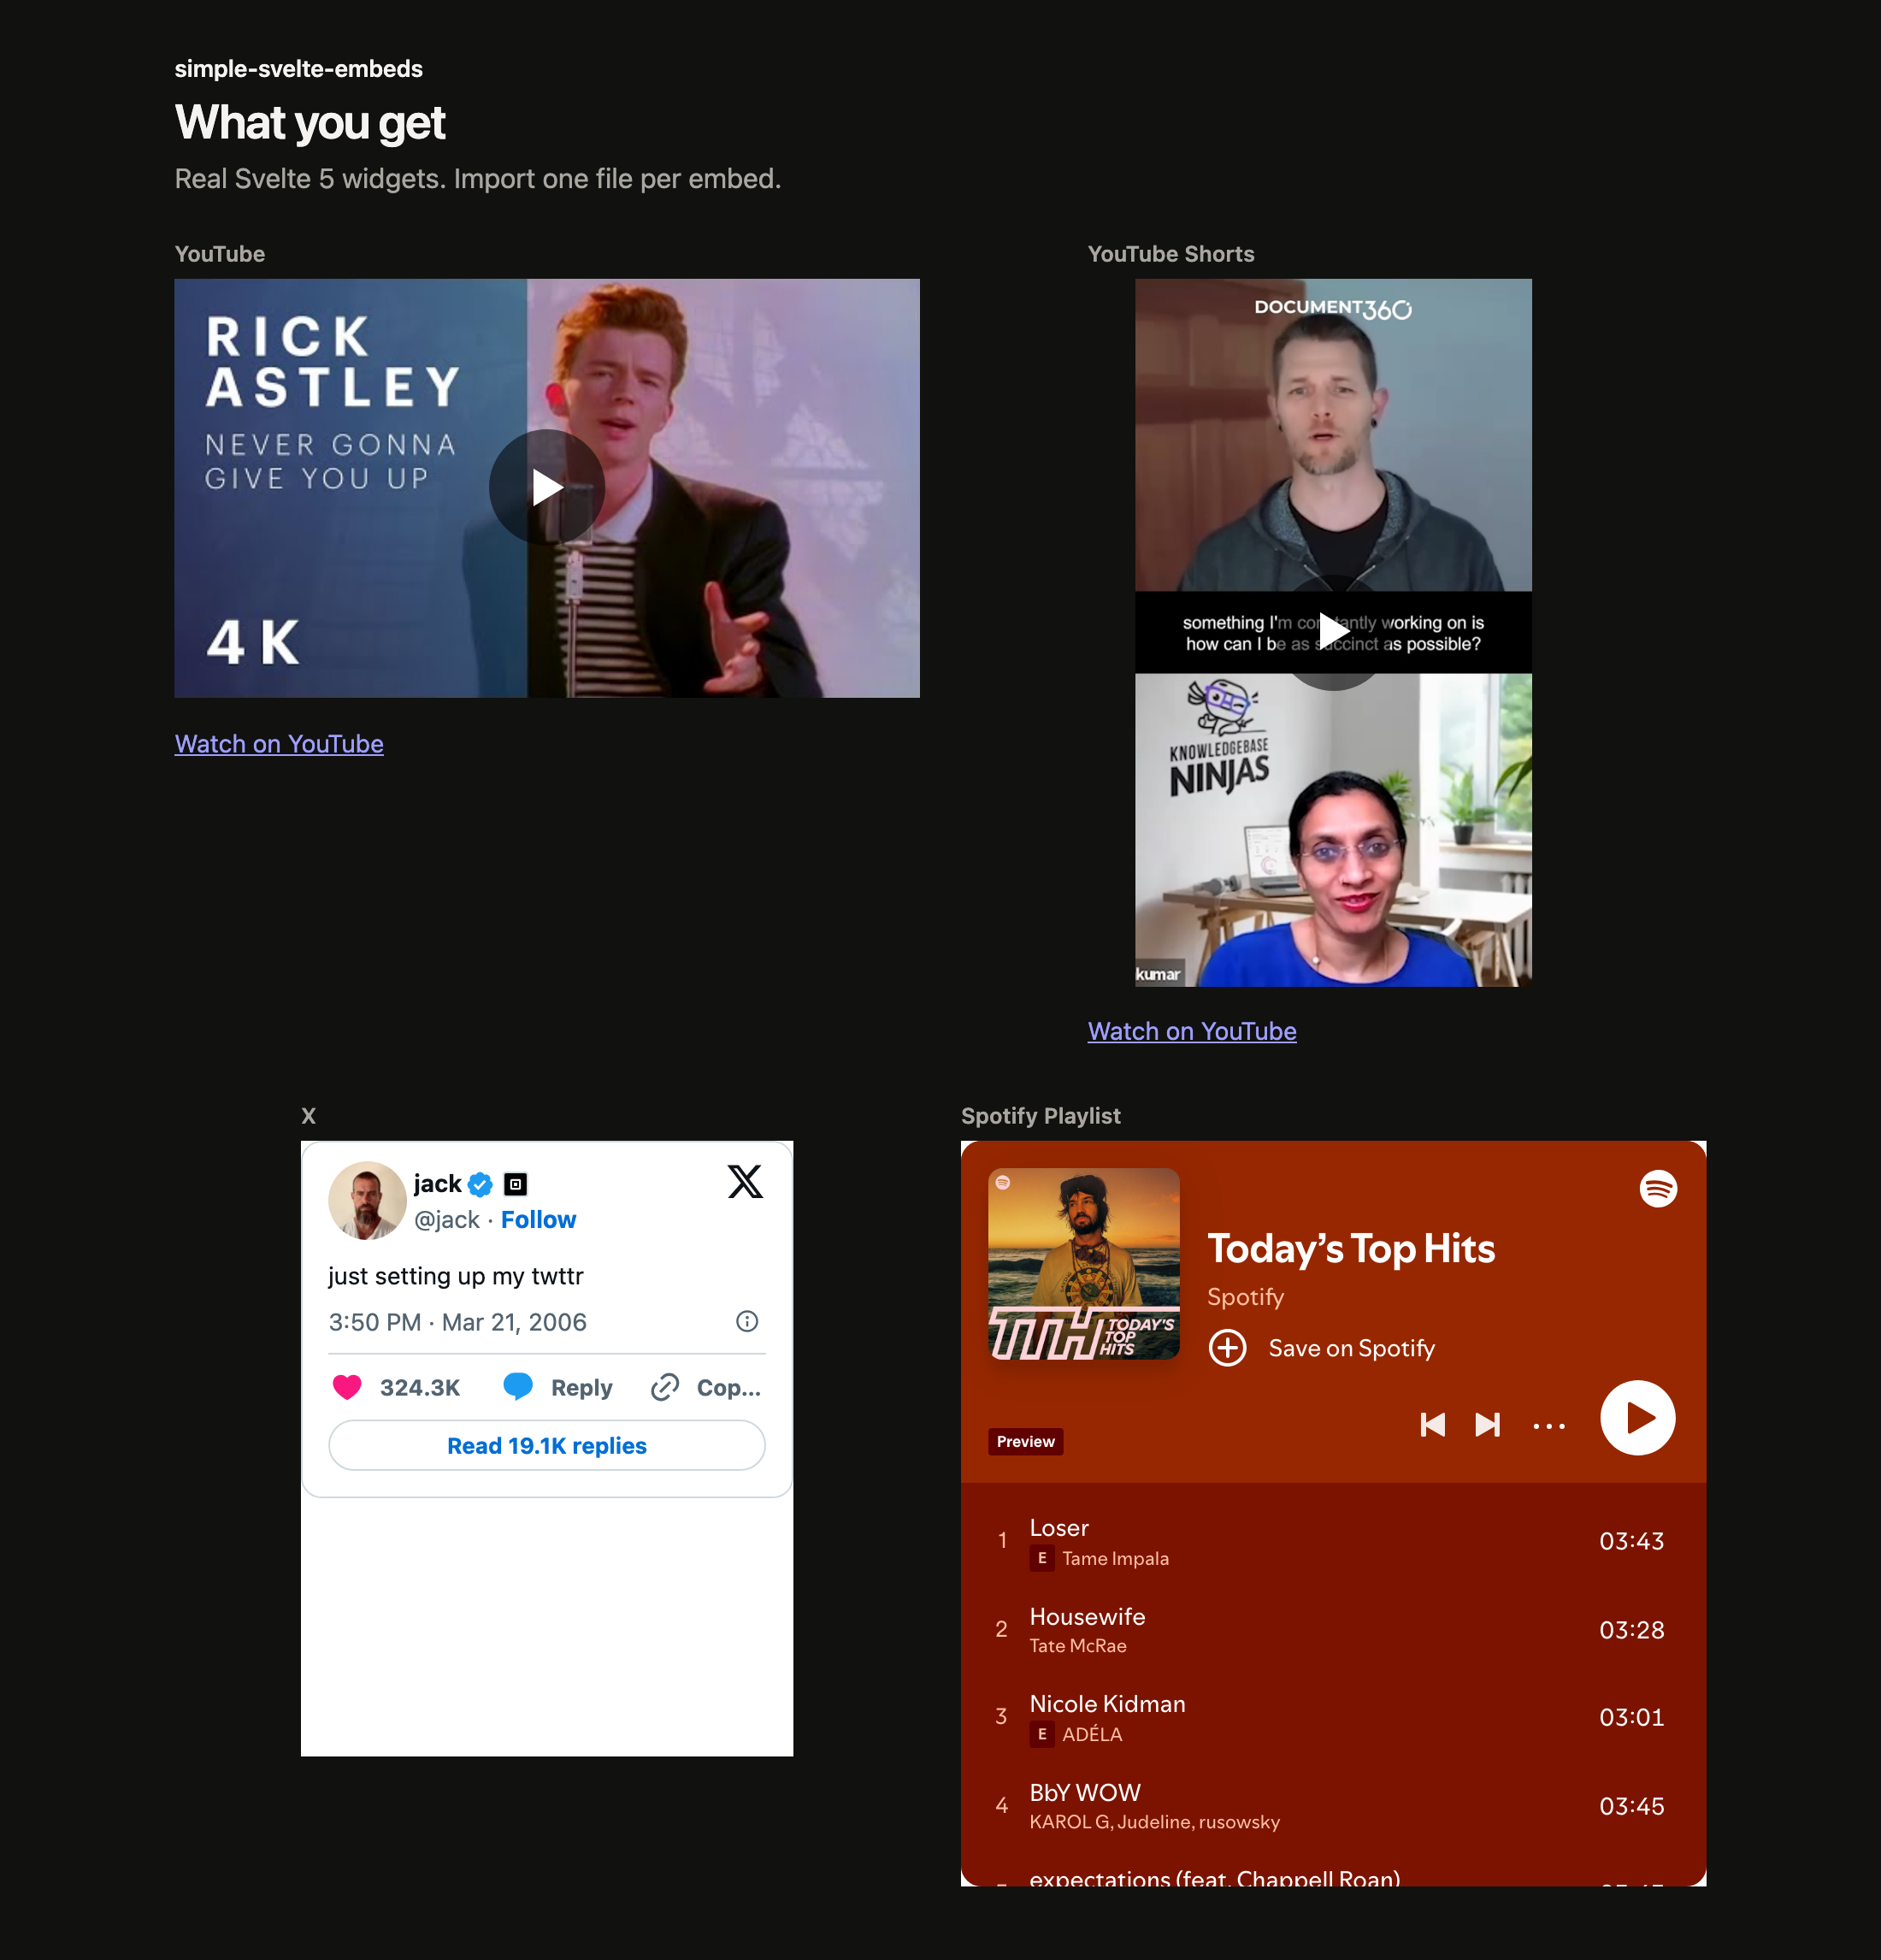 simple-svelte-embeds
What you get
Real Svelte 5 widgets. Import one file per embed.
YouTube
RICK
ASTLEY
NEVER GONNA
GIVE YOU UP
4K
Watch on YouTube
YouTube Shorts
DOCUMENT360
something I'm constantly working on is
how can I be as succinct as possible?
KNOWLEDGEBASE
NINJAS
kumar
Watch on YouTube
X
jack
@jack · Follow
just setting up my twttr
3:50 PM · Mar 21, 2006
324.3K Reply Cop...
Read 19.1K replies
Spotify Playlist
TTH TODAY'S
TOP
HITS
Today’s Top Hits
Spotify
Save on Spotify
Preview
1 Loser 03:43
E Tame Impala
2 Housewife 03:28
Tate McRae
3 Nicole Kidman 03:01
E ADÉLA
4 BbY WOW 03:45
KAROL G, Judeline, rusowsky
expectations (feat. Chappell Roan)